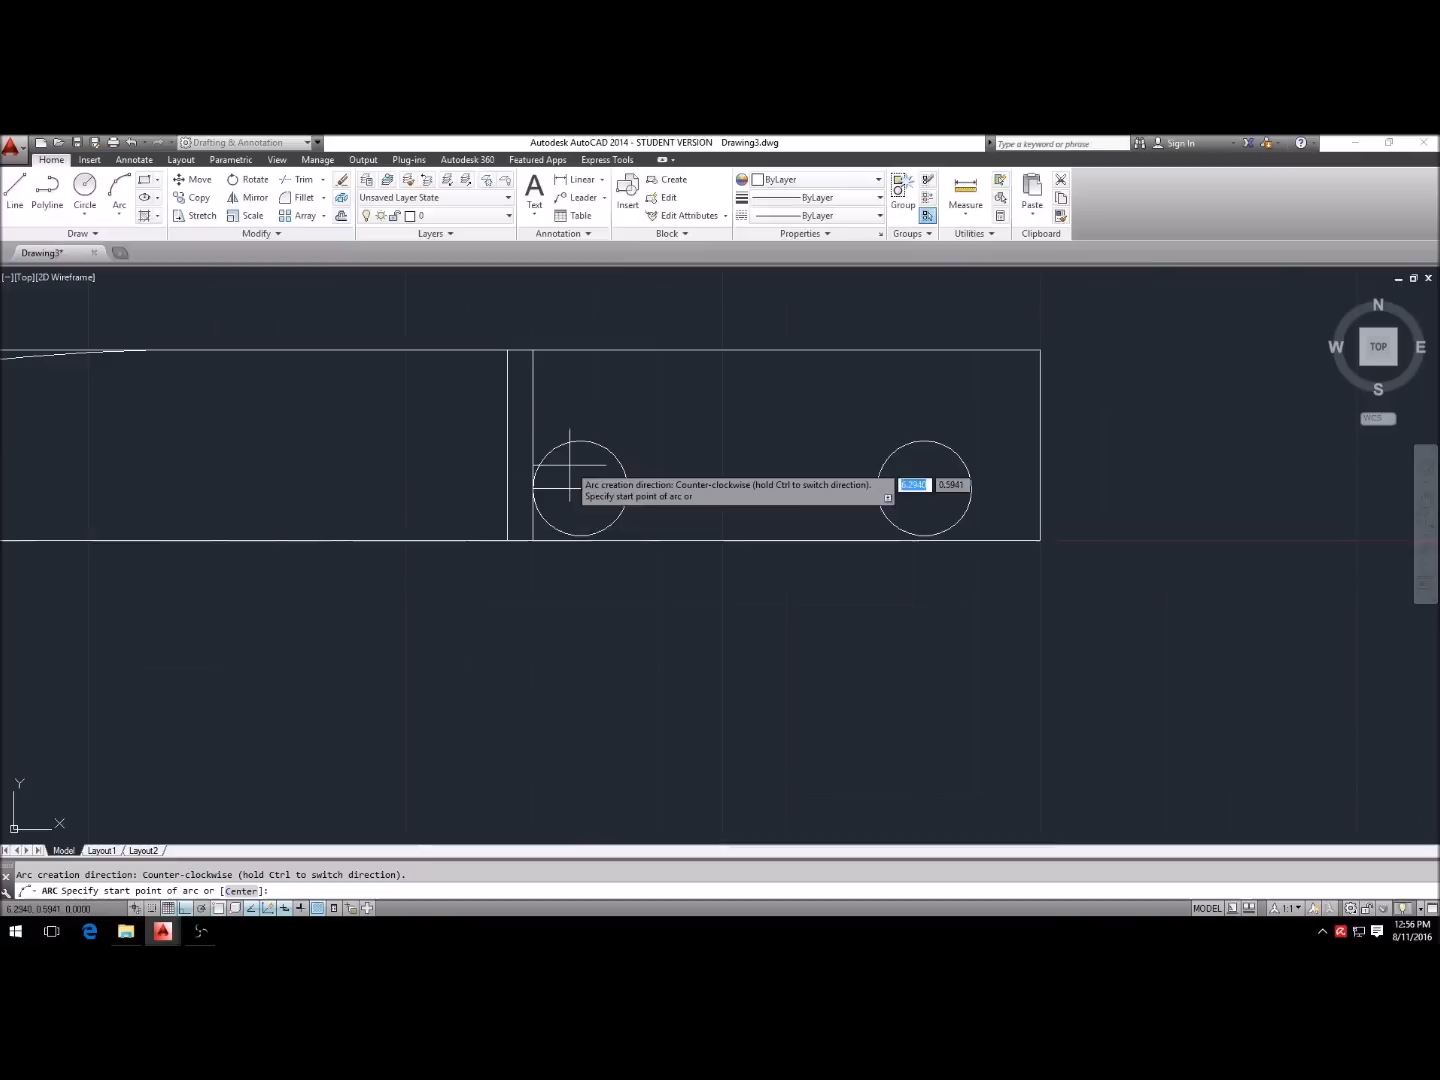 Drafting & Annotation
Autodesk AutoCAD 2014 - STUDENT VERSION Drawing3.dwg
Type a keyword or phrase
Sign In
Home Insert Annotate Layout Parametric View Manage Output Plug-ins Autodesk 360 Featured Apps Express Tools
Move Rotate Trim
Copy Mirror Fillet
Stretch Scale Array
Line Polyline Circle Arc
Unsaved Layer State
0
Text
Linear
Leader
Table
Insert
Create
Edit
Edit Attributes
ByLayer
ByLayer
ByLayer
Group
Measure
Paste
Draw Modify Layers Annotation Block Properties Groups Utilities Clipboard
Drawing3*
[−][Top][2D Wireframe]
N
W TOP E
S
WCS
Arc creation direction: Counter-clockwise (hold Ctrl to switch direction).
Specify start point of arc or
6.2940 0.5941
Y
X
Model Layout1 Layout2
Arc creation direction: Counter-clockwise (hold Ctrl to switch direction).
ARC Specify start point of arc or [Center]:
6.2940, 0.5941, 0.0000
MODEL
1:1
12:56 PM
8/11/2016